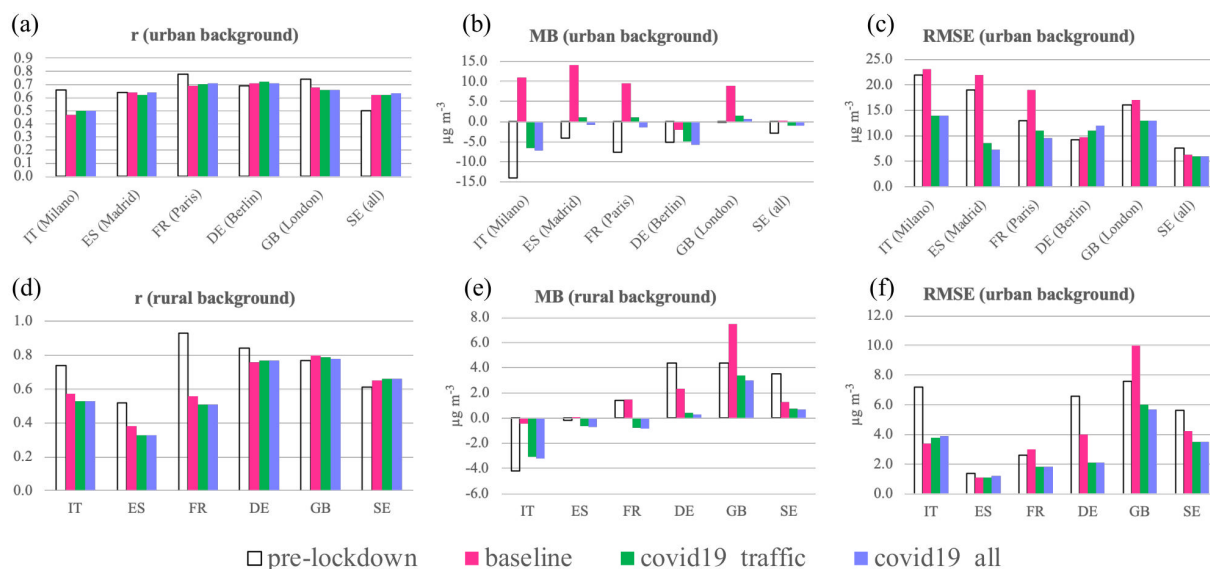 (a)
r (urban background)
0.9
0.8
0.7
0.6
0.5
0.4
0.3
0.2
0.1
0.0
IT (Milano)
ES (Madrid)
FR (Paris)
DE (Berlin)
GB (London)
SE (all)
(b)
MB (urban background)
µg m⁻³
15.0
10.0
5.0
0.0
-5.0
-10.0
-15.0
IT (Milano)
ES (Madrid)
FR (Paris)
DE (Berlin)
GB (London)
SE (all)
(c)
RMSE (urban background)
µg m⁻³
25.0
20.0
15.0
10.0
5.0
0.0
IT (Milano)
ES (Madrid)
FR (Paris)
DE (Berlin)
GB (London)
SE (all)
(d)
r (rural background)
1.0
0.8
0.6
0.4
0.2
0.0
IT ES FR DE GB SE
(e)
MB (rural background)
µg m⁻³
8.0
6.0
4.0
2.0
0.0
-2.0
-4.0
-6.0
IT ES FR DE GB SE
(f)
RMSE (urban background)
µg m⁻³
12.0
10.0
8.0
6.0
4.0
2.0
0.0
IT ES FR DE GB SE
pre-lockdown baseline covid19 traffic covid19 all